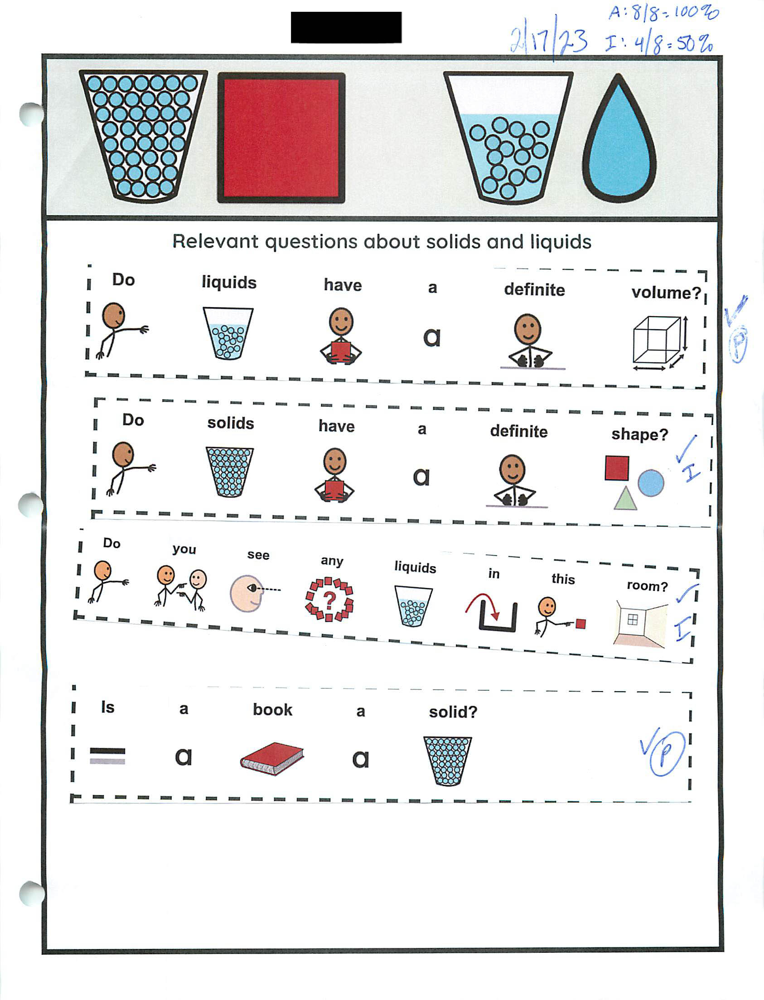 A: 8/8 = 100%
2/17/23 I: 4/8 = 50%
Relevant questions about solids and liquids
Do liquids have a definite volume?
a
✓
P
Do solids have a definite shape?
a
✓
I
Do you see any liquids in this room?
?
✓
I
Is a book a solid?
a a
✓ P